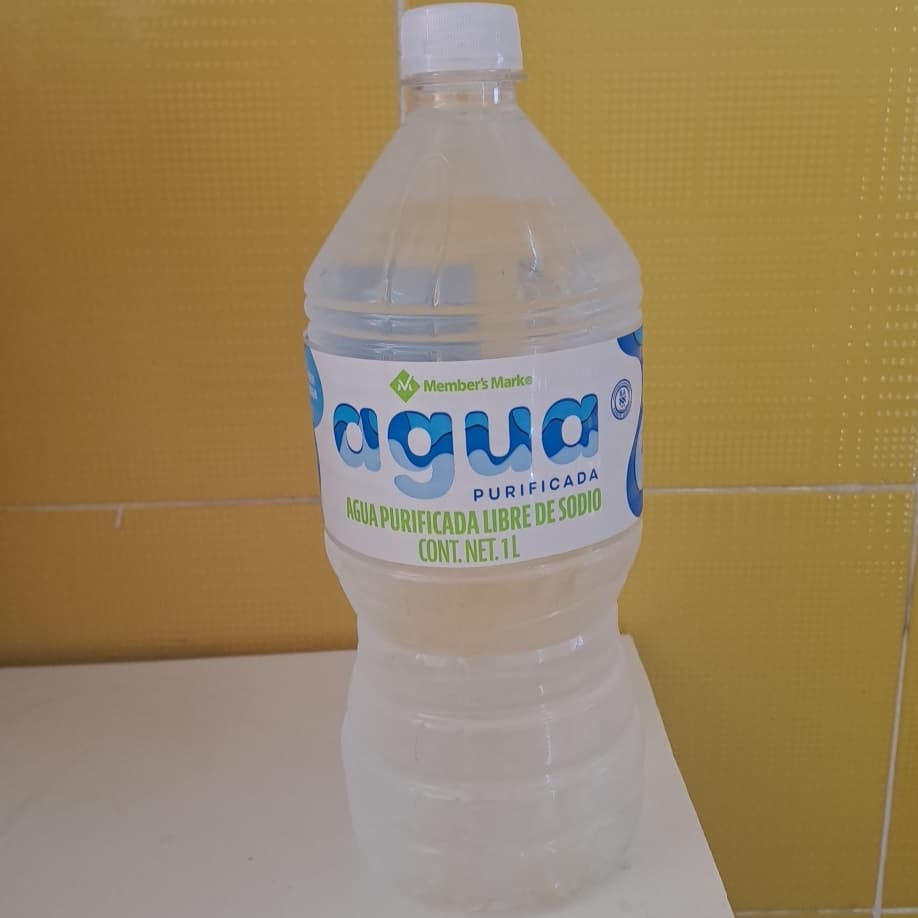 Member's Mark®
agua
PURIFICADA
AGUA PURIFICADA LIBRE DE SODIO
CONT. NET. 1 L